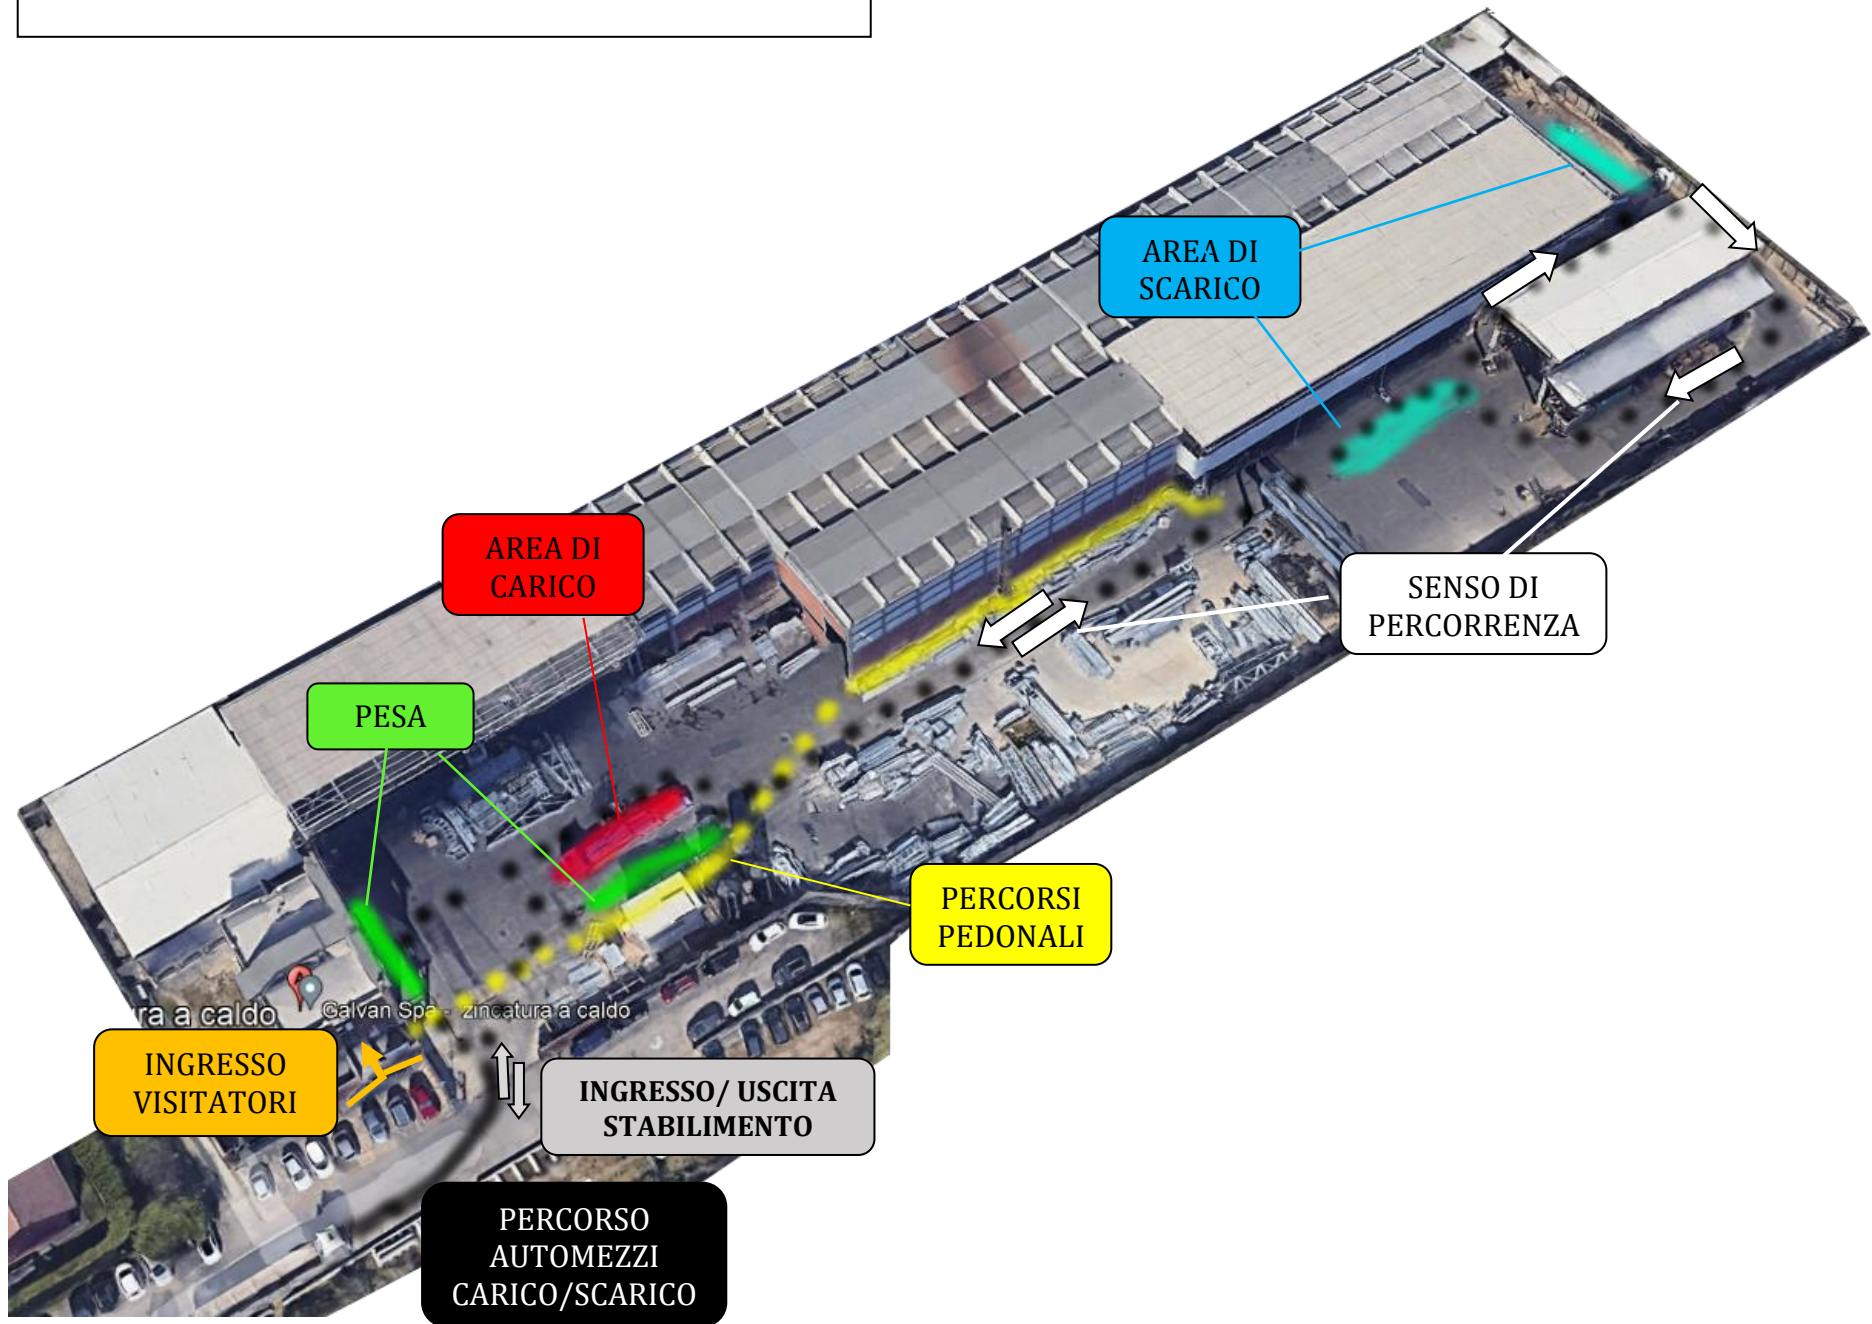 AREA DI
SCARICO
AREA DI
CARICO
SENSO DI
PERCORRENZA
PESA
PERCORSI
PEDONALI
ra a caldo
Galvan Spa - zincatura a caldo
INGRESSO
VISITATORI
INGRESSO/ USCITA
STABILIMENTO
PERCORSO
AUTOMEZZI
CARICO/SCARICO